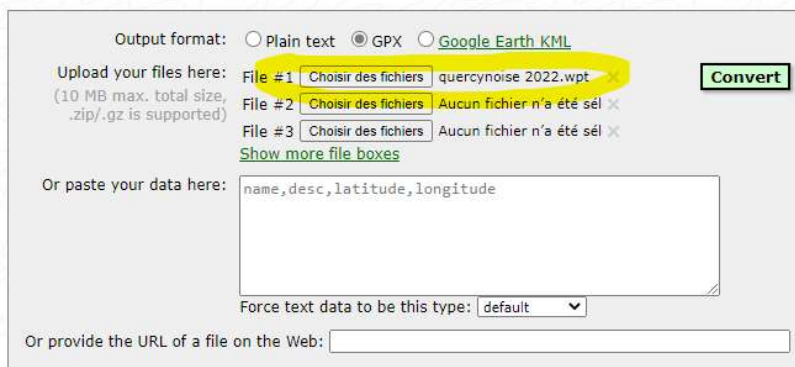 Output format: Plain text GPX Google Earth KML
Upload your files here: File #1 Choisir des fichiers quercynoise 2022.wpt Convert
(10 MB max. total size, File #2 Choisir des fichiers Aucun fichier n'a été sél
.zip/.gz is supported) File #3 Choisir des fichiers Aucun fichier n'a été sél
Show more file boxes
Or paste your data here: name,desc,latitude,longitude
Force text data to be this type: default
Or provide the URL of a file on the Web: